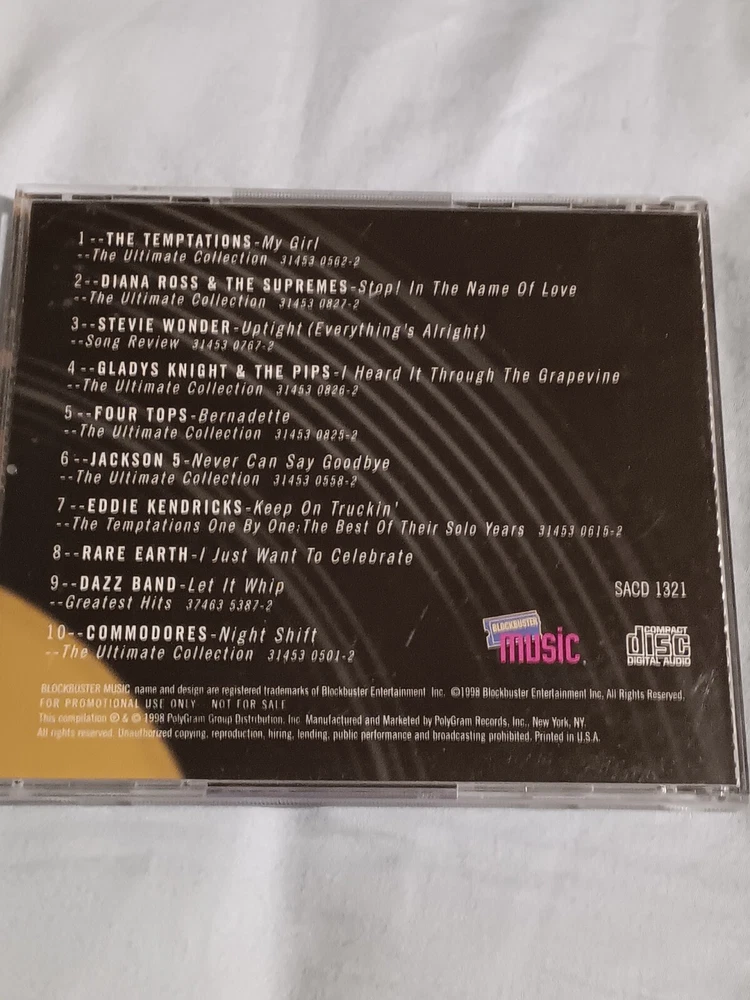 1--THE TEMPTATIONS-My Girl
--The Ultimate Collection 31453 0562-2
2--DIANA ROSS & THE SUPREMES-Stop! In The Name Of Love
--The Ultimate Collection 31453 0827-2
3--STEVIE WONDER-Uptight (Everything's Alright)
--Song Review 31453 0767-2
4--GLADYS KNIGHT & THE PIPS-I Heard It Through The Grapevine
--The Ultimate Collection 31453 0826-2
5--FOUR TOPS-Bernadette
--The Ultimate Collection 31453 0825-2
6--JACKSON 5-Never Can Say Goodbye
--The Ultimate Collection 31453 0558-2
7--EDDIE KENDRICKS-Keep On Truckin'
--The Temptations One By One:The Best Of Their Solo Years 31453 0615-2
8--RARE EARTH-I Just Want To Celebrate
9--DAZZ BAND-Let It Whip
--Greatest Hits 37463 5387-2
SACD 1321
10--COMMODORES-Night Shift
--The Ultimate Collection 31453 0501-2
BLOCKBUSTER
music
COMPACT
disc
DIGITAL AUDIO
BLOCKBUSTER MUSIC name and design are registered trademarks of Blockbuster Entertainment Inc. ©1998 Blockbuster Entertainment Inc. All Rights Reserved.
FOR PROMOTIONAL USE ONLY - NOT FOR SALE
This compilation ℗ & © 1998 PolyGram Group Distribution, Inc. Manufactured and Marketed by PolyGram Records, Inc., New York, NY.
All rights reserved. Unauthorized copying, reproduction, hiring, lending, public performance and broadcasting prohibited. Printed in U.S.A.